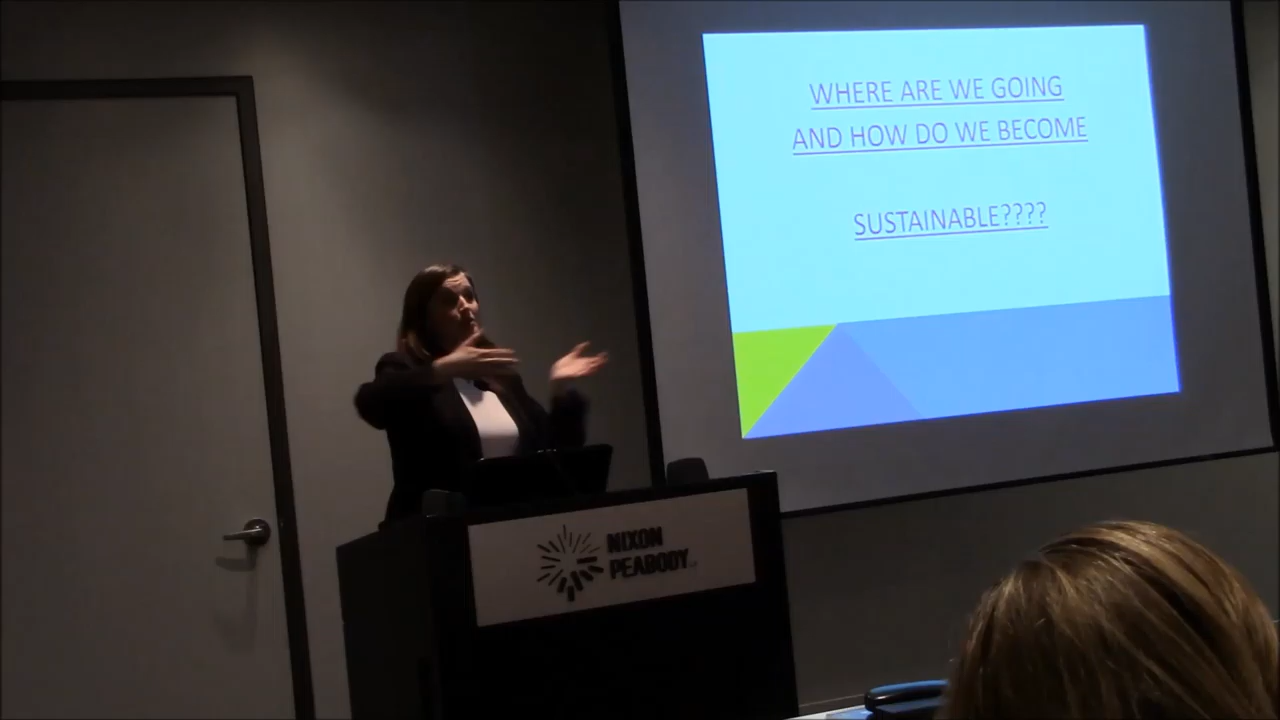 WHERE ARE WE GOING
AND HOW DO WE BECOME
SUSTAINABLE????
NIXON
PEABODY